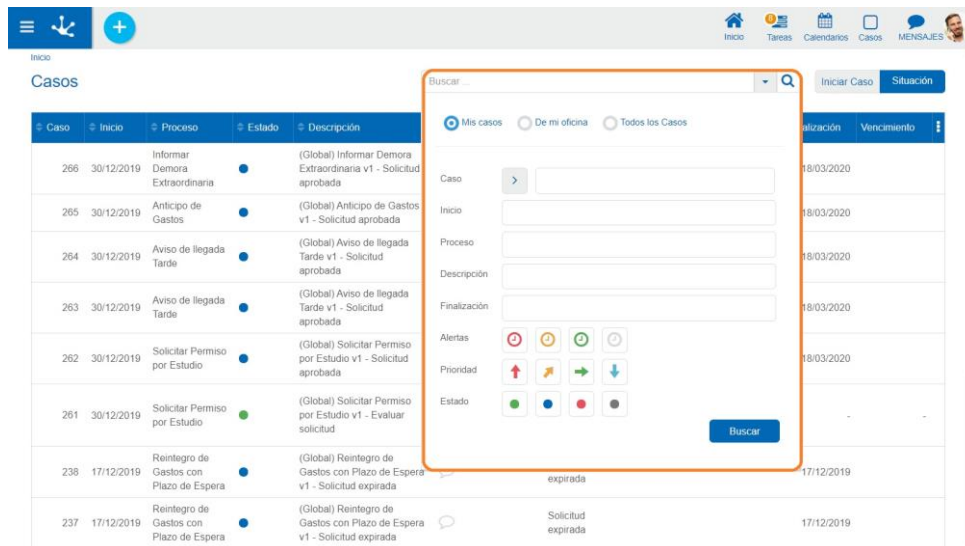 Inicio
Tareas
Calendarios
Casos
MENSAJES
Inicio
Casos
Buscar ...
Iniciar Caso
Situación
Caso
Inicio
Proceso
Estado
Descripción
alización
Vencimiento
Mis casos
De mi oficina
Todos los Casos
Caso
Inicio
Proceso
Descripción
Finalización
Alertas
Prioridad
Estado
Buscar
266 30/12/2019
Informar
Demora
Extraordinaria
(Global) Informar Demora
Extraordinaria v1 - Solicitud
aprobada
18/03/2020
265 30/12/2019
Anticipo de
Gastos
(Global) Anticipo de Gastos
v1 - Solicitud aprobada
18/03/2020
264 30/12/2019
Aviso de llegada
Tarde
(Global) Aviso de llegada
Tarde v1 - Solicitud
aprobada
18/03/2020
263 30/12/2019
Aviso de llegada
Tarde
(Global) Aviso de llegada
Tarde v1 - Solicitud
aprobada
18/03/2020
262 30/12/2019
Solicitar Permiso
por Estudio
(Global) Solicitar Permiso
por Estudio v1 - Solicitud
aprobada
18/03/2020
261 30/12/2019
Solicitar Permiso
por Estudio
(Global) Solicitar Permiso
por Estudio v1 - Evaluar
solicitud
- -
238 17/12/2019
Reintegro de
Gastos con
Plazo de Espera
(Global) Reintegro de
Gastos con Plazo de Espera
v1 - Solicitud expirada
expirada
17/12/2019
237 17/12/2019
Reintegro de
Gastos con
Plazo de Espera
(Global) Reintegro de
Gastos con Plazo de Espera
v1 - Solicitud expirada
Solicitud
expirada
17/12/2019